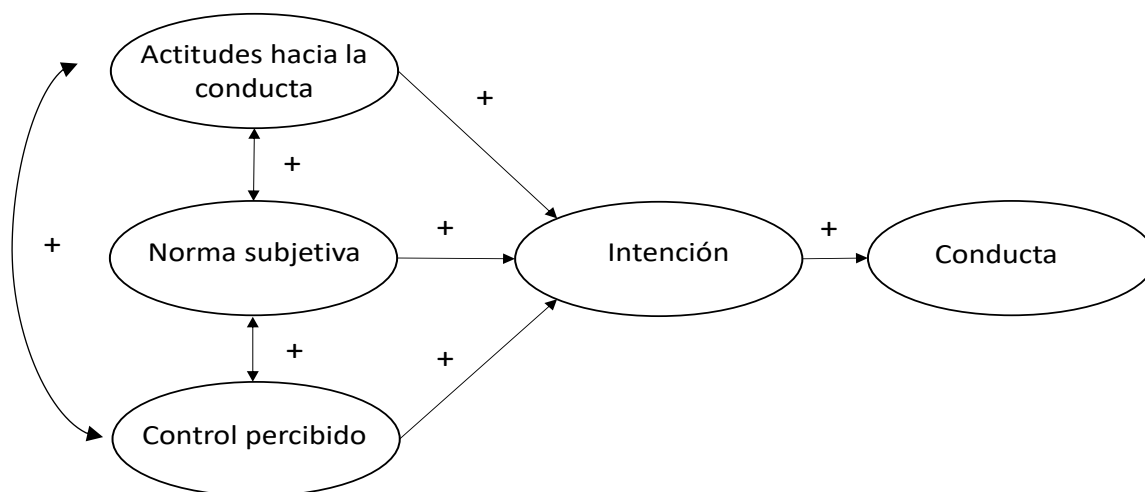 Actitudes hacia la
conducta
+
+
Norma subjetiva
+
Intención
+
Conducta
+
+
+
Control percibido